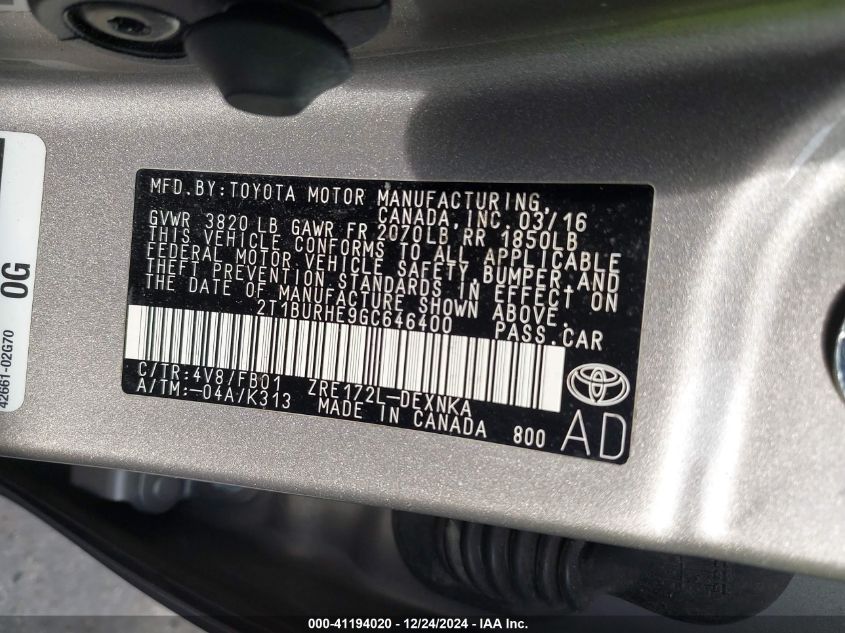 MFD. BY: TOYOTA MOTOR MANUFACTURING,
CANADA, INC. 03/16
GVWR 3820 LB GAWR FR 2070LB RR 1850LB
THIS VEHICLE CONFORMS TO ALL APPLICABLE
FEDERAL MOTOR VEHICLE SAFETY, BUMPER, AND
THEFT PREVENTION STANDARDS IN EFFECT ON
THE DATE OF MANUFACTURE SHOWN ABOVE.
2T1BURHE9GC646400 PASS. CAR
C/TR: 4V8/FB01 ZRE172L-DEXNKA
A/TM: -04A/K313 MADE IN CANADA 800 AD
42661-02G70
0G
000-41194020 - 12/24/2024 - IAA Inc.